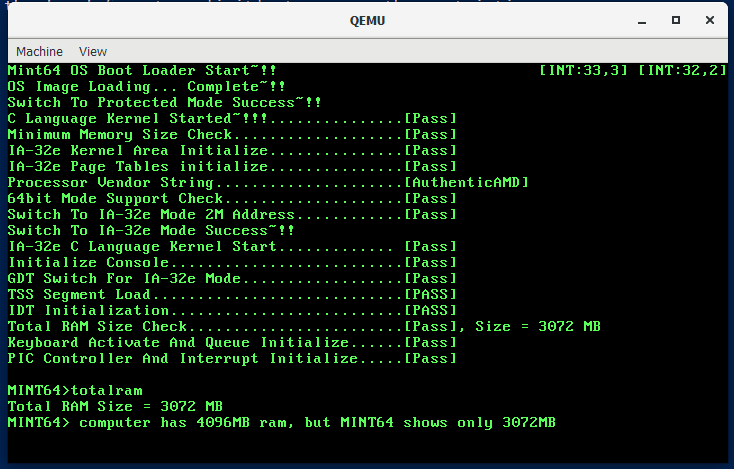 QEMU
Machine View
Mint64 OS Boot Loader Start~!! [INT:33,3] [INT:32,2]
OS Image Loading... Complete~!!
Switch To Protected Mode Success~!!
C Language Kernel Started~!!!................[Pass]
Minimum Memory Size Check....................[Pass]
IA-32e Kernel Area Initialize................[Pass]
IA-32e Page Tables initialize................[Pass]
Processor Vendor String......................[AuthenticAMD]
64bit Mode Support Check.....................[Pass]
Switch To IA-32e Mode 2M Address.............[Pass]
Switch To IA-32e Mode Success~!!
IA-32e C Language Kernel Start............. [Pass]
Initialize Console...........................[Pass]
GDT Switch For IA-32e Mode...................[Pass]
TSS Segment Load.............................[PASS]
IDT Initialization...........................[PASS]
Total RAM Size Check.........................[Pass], Size = 3072 MB
Keyboard Activate And Queue Initialize......[Pass]
PIC Controller And Interrupt Initialize.....[Pass]
MINT64>totalram
Total RAM Size = 3072 MB
MINT64> computer has 4096MB ram, but MINT64 shows only 3072MB